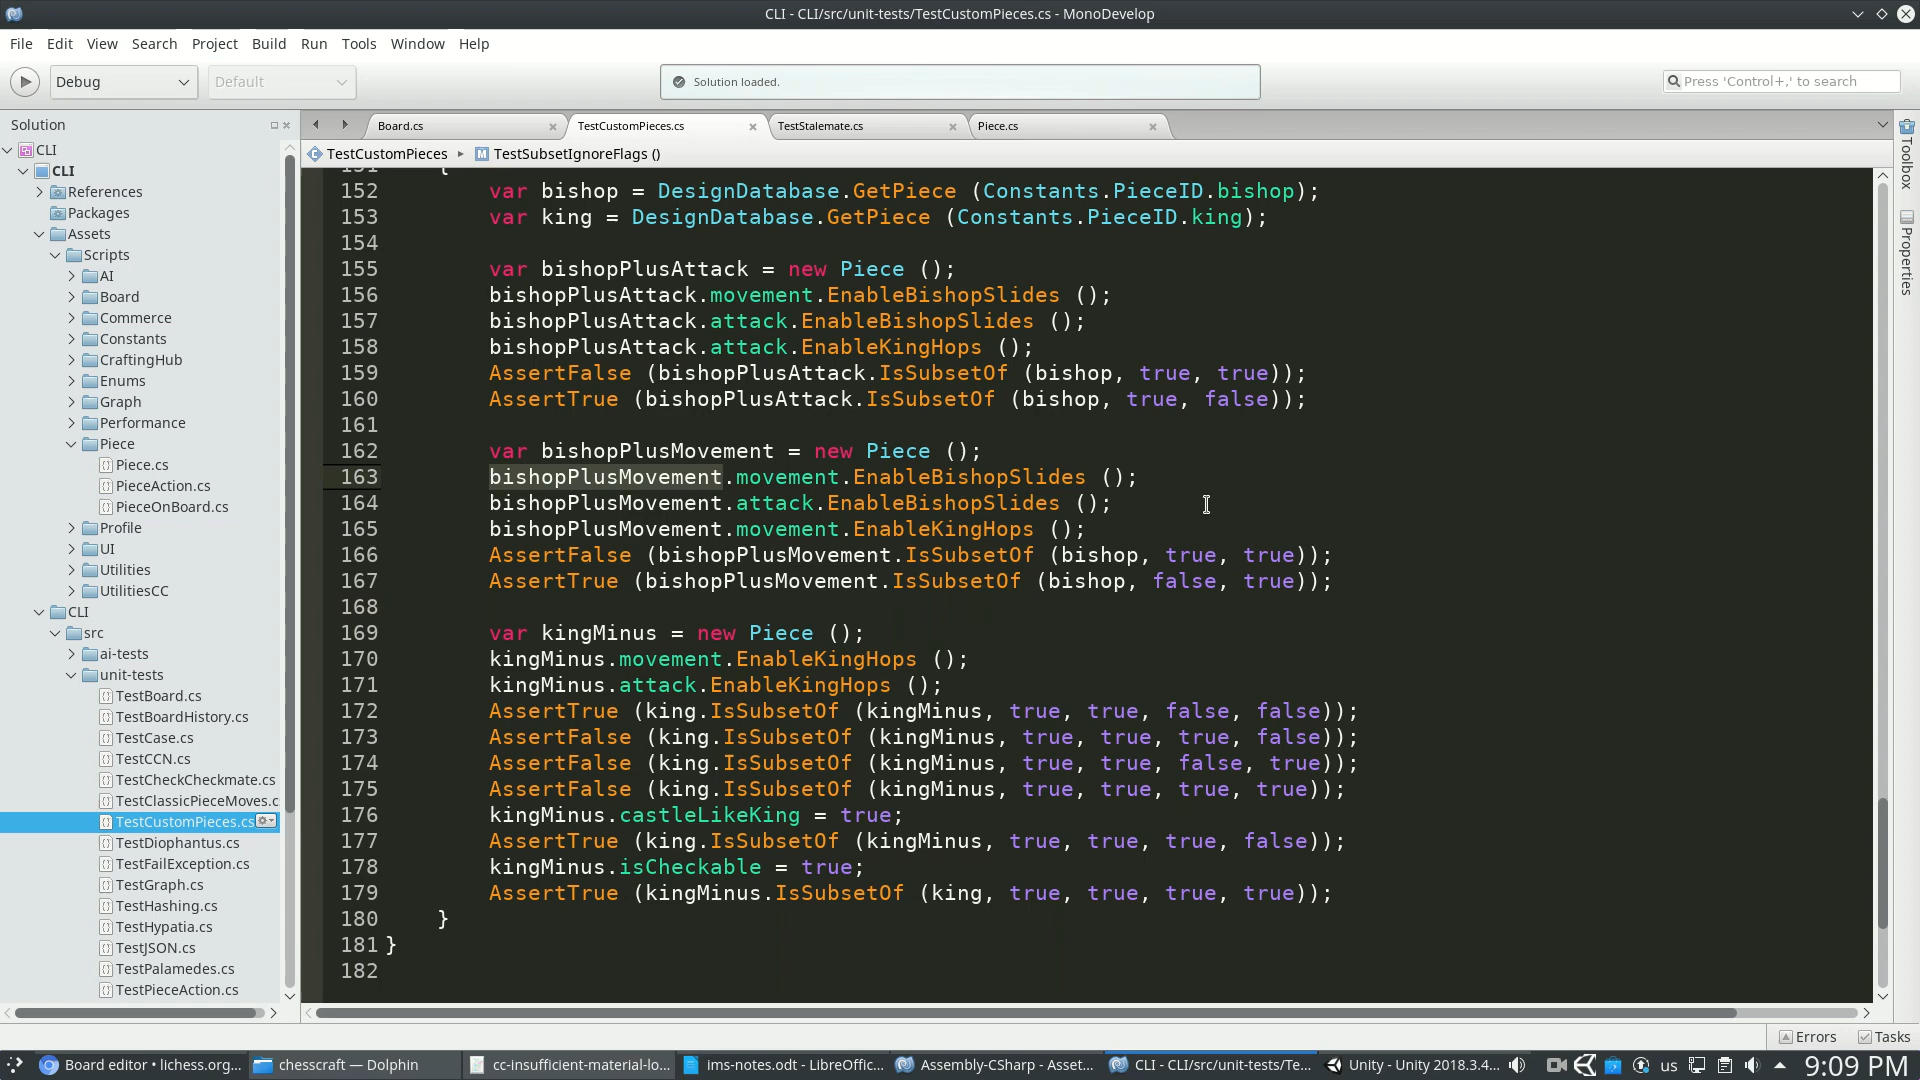 CLI - CLI/src/unit-tests/TestCustomPieces.cs - MonoDevelop
File Edit View Search Project Build Run Tools Window Help
Debug Default Solution loaded. Press 'Control+,' to search
Solution
Board.cs TestCustomPieces.cs TestStalemate.cs Piece.cs
TestCustomPieces TestSubsetIgnoreFlags ()
CLI
CLI
References
Packages
Assets
Scripts
AI
Board
Commerce
Constants
CraftingHub
Enums
Graph
Performance
Piece
Piece.cs
PieceAction.cs
PieceOnBoard.cs
Profile
UI
Utilities
UtilitiesCC
CLI
src
ai-tests
unit-tests
TestBoard.cs
TestBoardHistory.cs
TestCase.cs
TestCCN.cs
TestCheckCheckmate.cs
TestClassicPieceMoves.c
TestCustomPieces.cs
TestDiophantus.cs
TestFailException.cs
TestGraph.cs
TestHashing.cs
TestHypatia.cs
TestJSON.cs
TestPalamedes.cs
TestPieceAction.cs
151 {
152 var bishop = DesignDatabase.GetPiece (Constants.PieceID.bishop);
153 var king = DesignDatabase.GetPiece (Constants.PieceID.king);
154
155 var bishopPlusAttack = new Piece ();
156 bishopPlusAttack.movement.EnableBishopSlides ();
157 bishopPlusAttack.attack.EnableBishopSlides ();
158 bishopPlusAttack.attack.EnableKingHops ();
159 AssertFalse (bishopPlusAttack.IsSubsetOf (bishop, true, true));
160 AssertTrue (bishopPlusAttack.IsSubsetOf (bishop, true, false));
161
162 var bishopPlusMovement = new Piece ();
163 bishopPlusMovement.movement.EnableBishopSlides ();
164 bishopPlusMovement.attack.EnableBishopSlides ();
165 bishopPlusMovement.movement.EnableKingHops ();
166 AssertFalse (bishopPlusMovement.IsSubsetOf (bishop, true, true));
167 AssertTrue (bishopPlusMovement.IsSubsetOf (bishop, false, true));
168
169 var kingMinus = new Piece ();
170 kingMinus.movement.EnableKingHops ();
171 kingMinus.attack.EnableKingHops ();
172 AssertTrue (king.IsSubsetOf (kingMinus, true, true, false, false));
173 AssertFalse (king.IsSubsetOf (kingMinus, true, true, true, false));
174 AssertFalse (king.IsSubsetOf (kingMinus, true, true, false, true));
175 AssertFalse (king.IsSubsetOf (kingMinus, true, true, true, true));
176 kingMinus.castleLikeKing = true;
177 AssertTrue (king.IsSubsetOf (kingMinus, true, true, true, false));
178 kingMinus.isCheckable = true;
179 AssertTrue (kingMinus.IsSubsetOf (king, true, true, true, true));
180 }
181 }
182
Toolbox
Properties
Errors Tasks
Board editor • lichess.org... chesscraft — Dolphin cc-insufficient-material-lo... ims-notes.odt - LibreOffic... Assembly-CSharp - Asset... CLI - CLI/src/unit-tests/Te... Unity - Unity 2018.3.4... us 9:09 PM